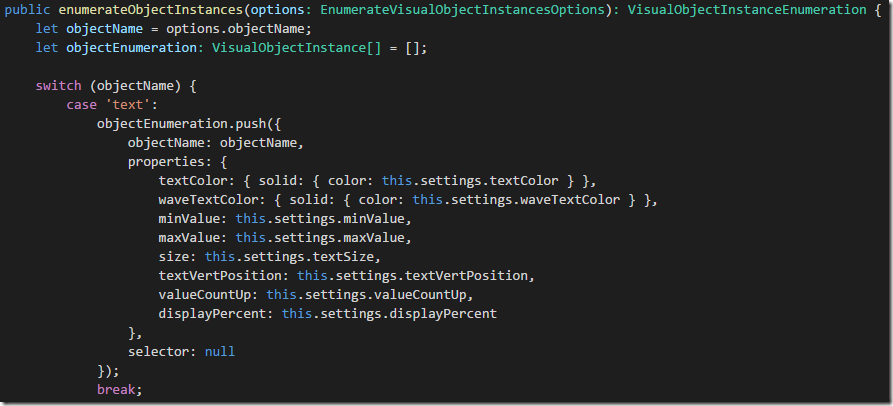 public enumerateObjectInstances(options: EnumerateVisualObjectInstancesOptions): VisualObjectInstanceEnumeration {
    let objectName = options.objectName;
    let objectEnumeration: VisualObjectInstance[] = [];

    switch (objectName) {
        case 'text':
            objectEnumeration.push({
                objectName: objectName,
                properties: {
                    textColor: { solid: { color: this.settings.textColor } },
                    waveTextColor: { solid: { color: this.settings.waveTextColor } },
                    minValue: this.settings.minValue,
                    maxValue: this.settings.maxValue,
                    size: this.settings.textSize,
                    textVertPosition: this.settings.textVertPosition,
                    valueCountUp: this.settings.valueCountUp,
                    displayPercent: this.settings.displayPercent
                },
                selector: null
            });
            break;